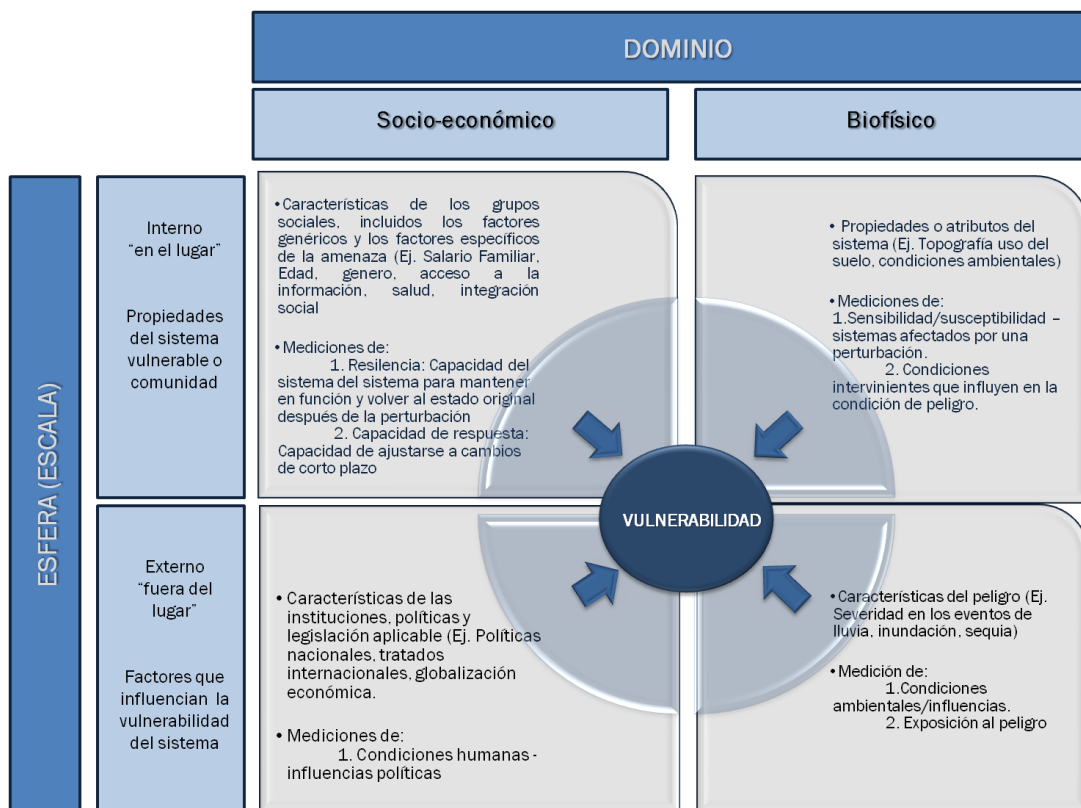 DOMINIO
Socio-económico
Biofísico
ESFERA (ESCALA)
Interno
“en el lugar”
Propiedades
del sistema
vulnerable o
comunidad
• Características de los grupos
sociales, incluidos los factores
genéricos y los factores específicos
de la amenaza (Ej. Salario Familiar,
Edad, genero, acceso a la
información, salud, integración
social
• Mediciones de:
1. Resilencia: Capacidad del
sistema del sistema para mantener
en función y volver al estado original
después de la perturbación
2. Capacidad de respuesta:
Capacidad de ajustarse a cambios
de corto plazo
• Propiedades o atributos del
sistema (Ej. Topografía uso del
suelo, condiciones ambientales)
• Mediciones de:
1.Sensibilidad/susceptibilidad –
sistemas afectados por una
perturbación.
2. Condiciones
intervinientes que influyen en la
condición de peligro.
VULNERABILIDAD
Externo
“fuera del
lugar”
Factores que
influencian la
vulnerabilidad
del sistema
• Características de las
instituciones, políticas y
legislación aplicable (Ej. Políticas
nacionales, tratados
internacionales, globalización
económica.
• Mediciones de:
1. Condiciones humanas -
influencias políticas
• Características del peligro (Ej.
Severidad en los eventos de
lluvia, inundación, sequia)
• Medición de:
1.Condiciones
ambientales/influencias.
2. Exposición al peligro